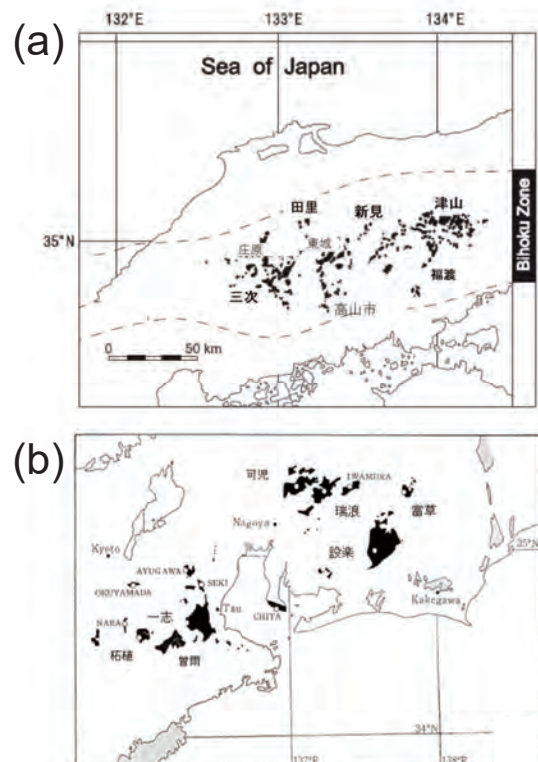 (a)
132°E 133°E 134°E
Sea of Japan
田里 新見 津山
35°N
庄原 東城
三次 高山市 福渡
0 50 km
Bihoku Zone
(b)
可児 IWAMURA
瑞浪 富草
Nagoya
設楽
Kyoto
35°N
AYUGAWA
SEKI
OKUYAMADA
Kakegawa
一志 Tsu CHITA
NARA
柘植 曽爾
34°N
137°E 138°E